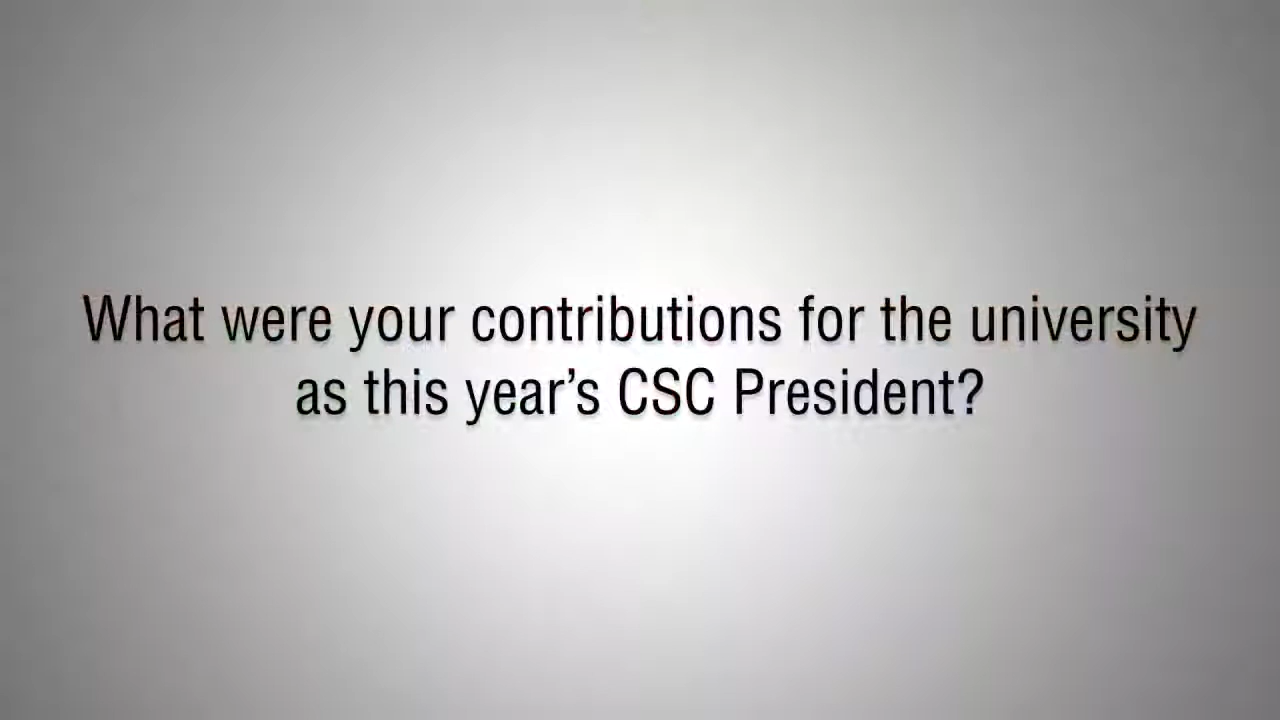 What were your contributions for the university
as this year’s CSC President?